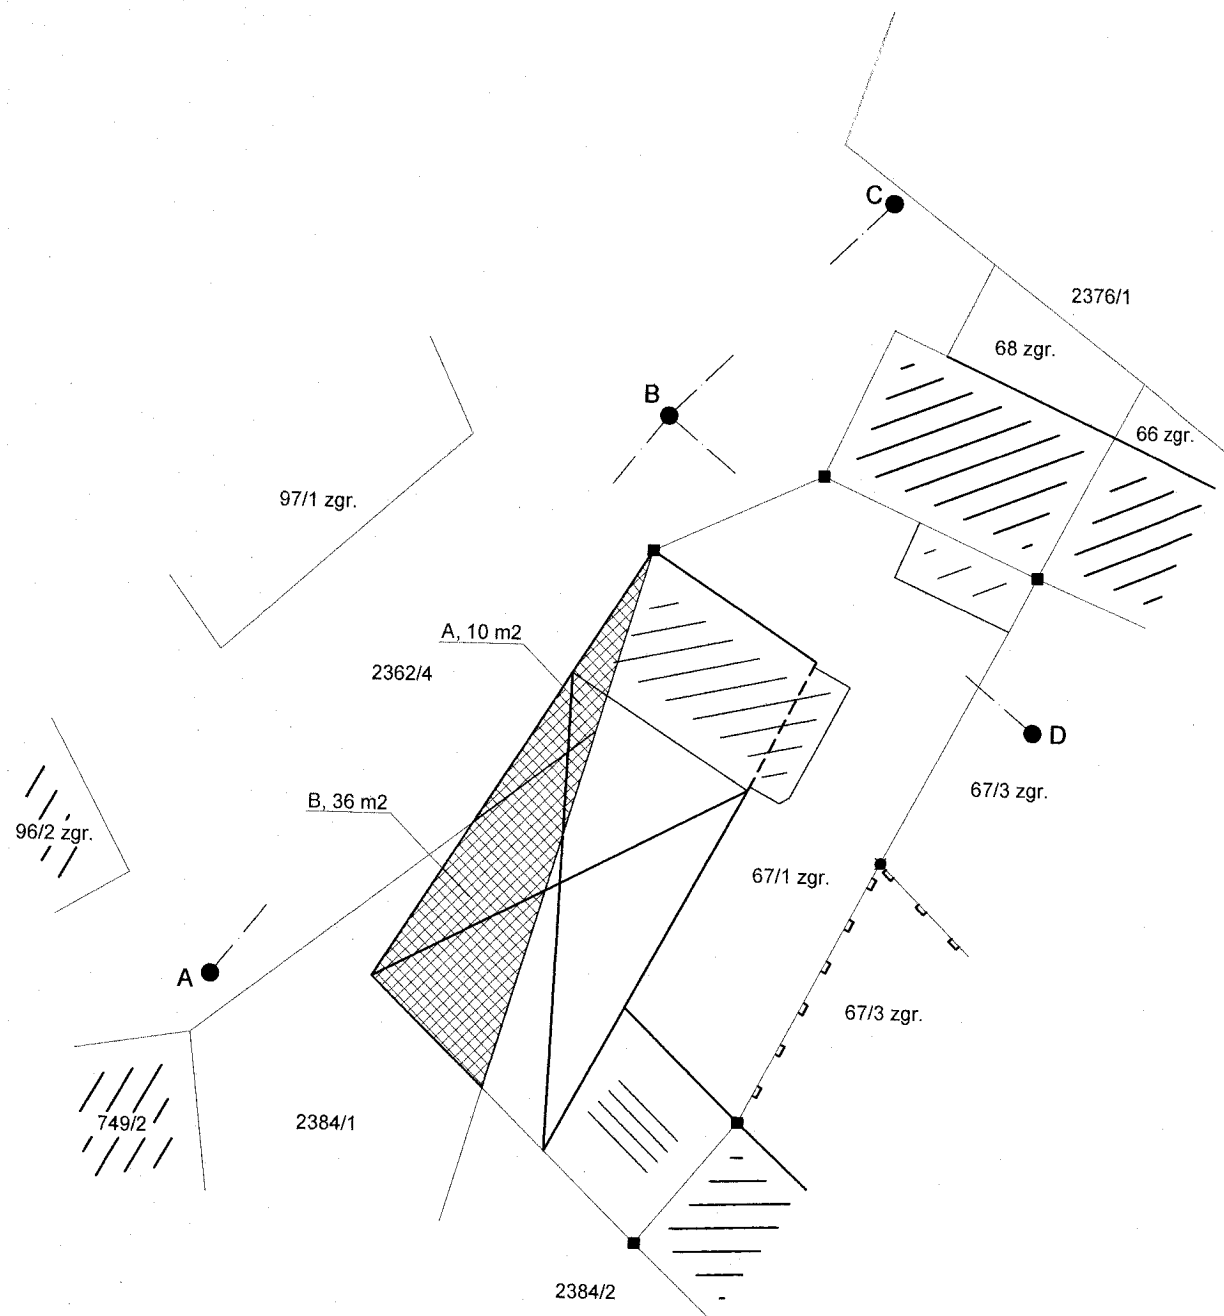 C
2376/1
68 zgr.
B
66 zgr.
97/1 zgr.
A, 10 m2
2362/4
D
67/3 zgr.
B, 36 m2
96/2 zgr.
67/1 zgr.
A
67/3 zgr.
749/2
2384/1
2384/2